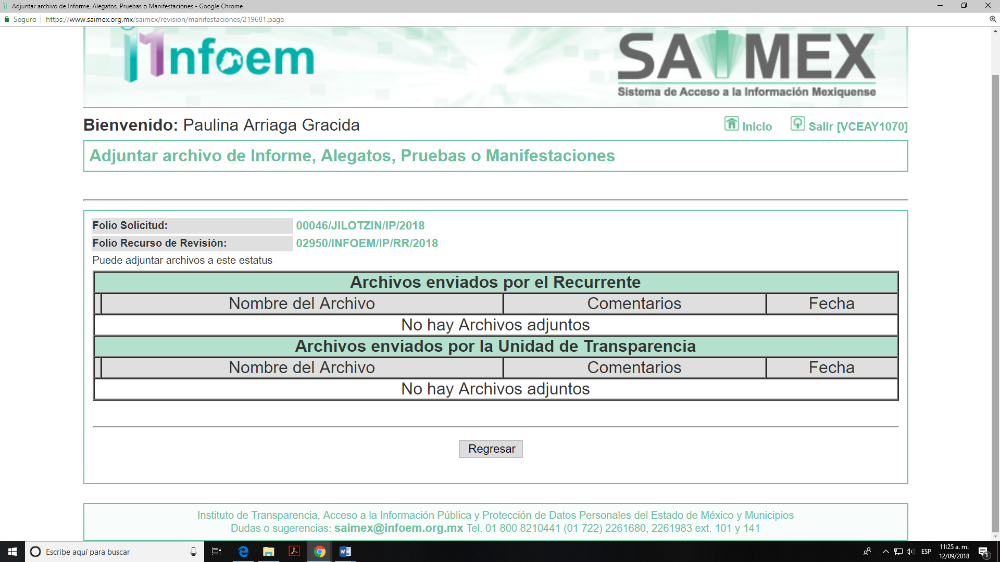 Adjuntar archivo de Informe, Alegatos, Pruebas o Manifestaciones - Google Chrome
Seguro | https://www.saimex.org.mx/saimex/revision/manifestaciones/219681.page
infoem
SAIMEX
Sistema de Acceso a la Información Mexiquense
Bienvenido: Paulina Arriaga Gracida
Inicio
Salir [VCEAY1070]
Adjuntar archivo de Informe, Alegatos, Pruebas o Manifestaciones
Folio Solicitud: 00046/JILOTZIN/IP/2018
Folio Recurso de Revisión: 02950/INFOEM/IP/RR/2018
Puede adjuntar archivos a este estatus
Archivos enviados por el Recurrente
Nombre del Archivo Comentarios Fecha
No hay Archivos adjuntos
Archivos enviados por la Unidad de Transparencia
Nombre del Archivo Comentarios Fecha
No hay Archivos adjuntos
Regresar
Instituto de Transparencia, Acceso a la Información Pública y Protección de Datos Personales del Estado de México y Municipios
Dudas o sugerencias: saimex@infoem.org.mx Tel. 01 800 8210441 (01 722) 2261680, 2261983 ext. 101 y 141
Escribe aquí para buscar
ESP
11:25 a. m.
12/09/2018
1